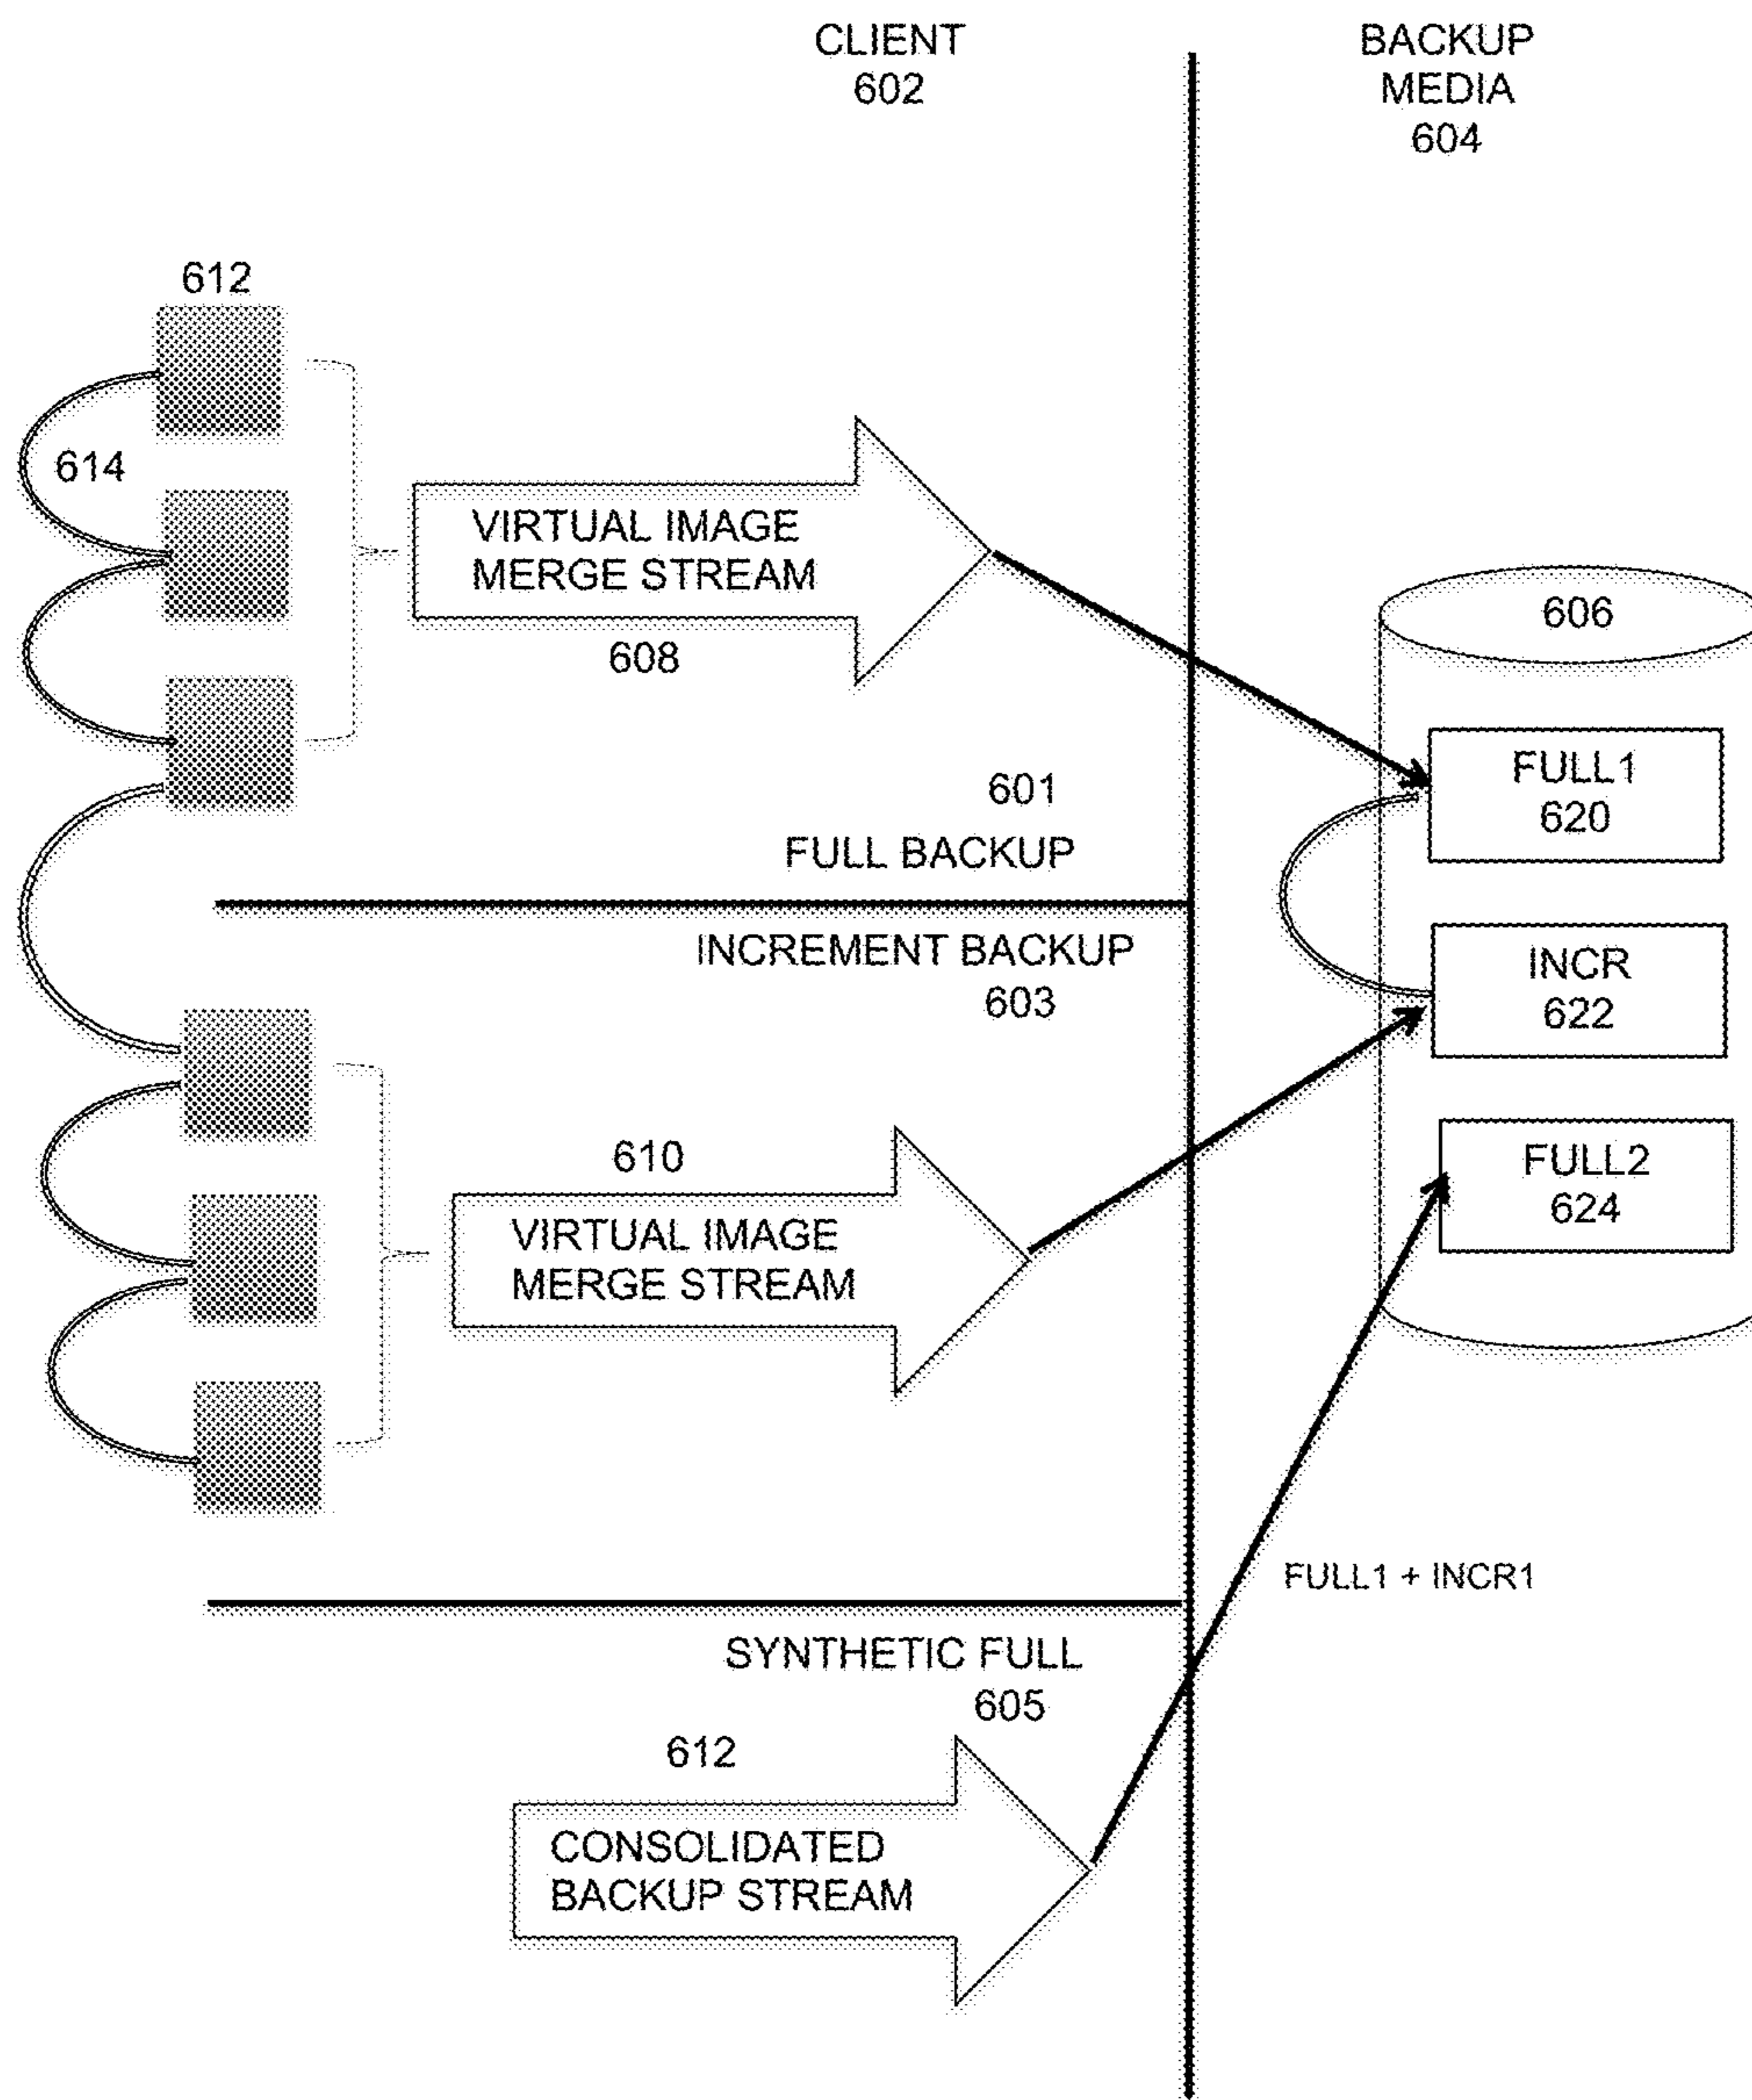 CLIENT
602
BACKUP
MEDIA
604
612
614
VIRTUAL IMAGE
MERGE STREAM
608
606
FULL1
620
601
FULL BACKUP
INCREMENT BACKUP
603
INCR
622
610
VIRTUAL IMAGE
MERGE STREAM
FULL2
624
FULL1 + INCR1
SYNTHETIC FULL
605
612
CONSOLIDATED
BACKUP STREAM